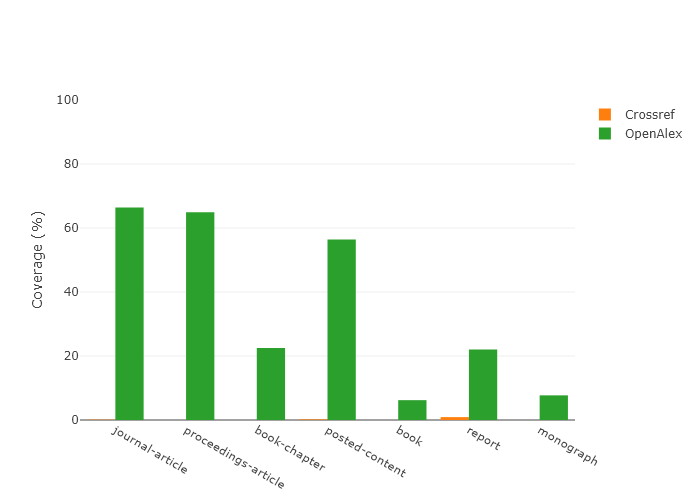 100
80
60
40
20
0
Coverage (%)
journal-article
proceedings-article
book-chapter
posted-content
book
report
monograph
Crossref
OpenAlex